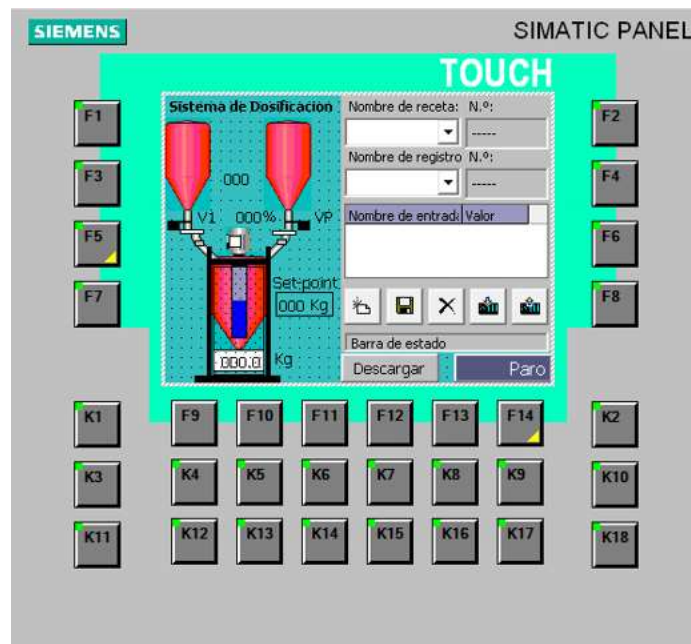 SIEMENS
SIMATIC PANEL
TOUCH
F1
F2
F3
F4
F5
F6
F7
F8
Sistema de Dosificacion
000
V1
000%
VP
Set-point
000 Kg
000.0
Kg
Nombre de receta:
N.º:
-----
Nombre de registro
N.º:
-----
Nombre de entrada
Valor
Barra de estado
Descargar
Paro
K1
F9
F10
F11
F12
F13
F14
K2
K3
K4
K5
K6
K7
K8
K9
K10
K11
K12
K13
K14
K15
K16
K17
K18